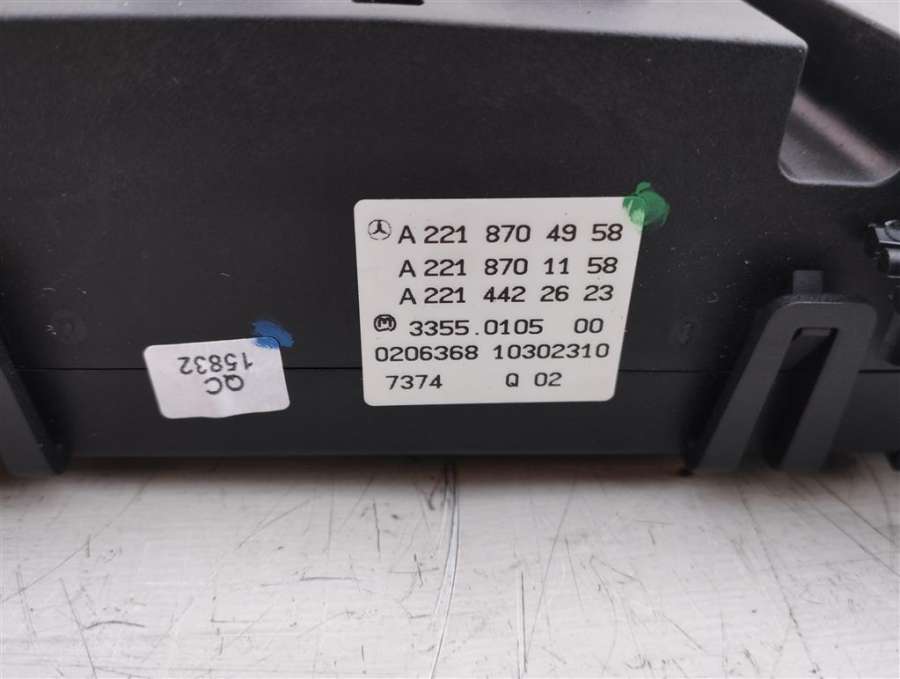 A 221 870 49 58
A 221 870 11 58
A 221 442 26 23
M 3355.0105 00
0206368 10302310
7374 Q 02
QC
15832